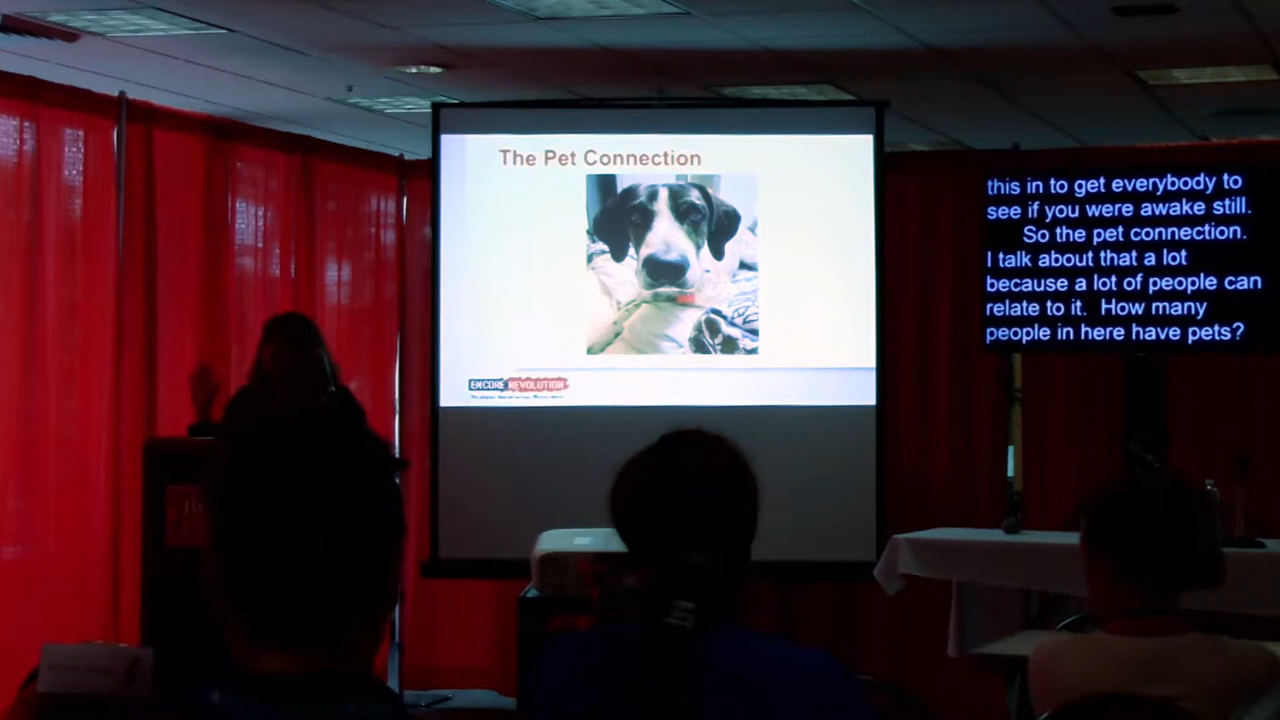 The Pet Connection
ENCORE REVOLUTION
this in to get everybody to
see if you were awake still.
So the pet connection.
I talk about that a lot
because a lot of people can
relate to it. How many
people in here have pets?